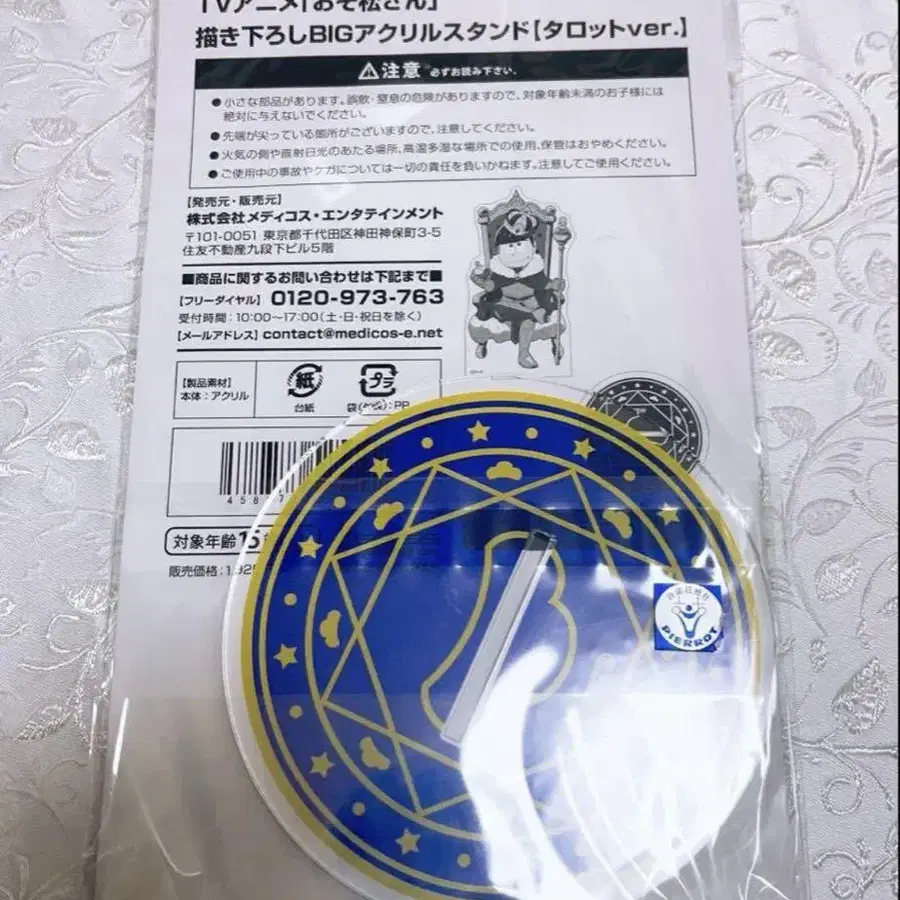 TVアニメ「おそ松さん」
描き下ろしBIGアクリルスタンド【タロットver.】
注意 必ずお読み下さい。
●小さな部品があります。誤飲・窒息の危険がありますので、対象年齢未満のお子様には
絶対に与えないでください。
●先端が尖っている箇所がございますので、注意してください。
●火気の側や直射日光のあたる場所、高温多湿な場所での使用、保管はおやめください。
●ご使用中の事故やケガについては一切の責任を負いかねます。注意してご使用ください。
【発売元・販売元】
株式会社メディコス・エンタテインメント
〒101-0051 東京都千代田区神田神保町3-5
住友不動産九段下ビル5階
■商品に関するお問い合わせは下記まで■
【フリーダイヤル】 0120-973-763
受付時間:10:00~17:00(土・日・祝日を除く)
【メールアドレス】 contact@medicos-e.net
【製品素材】
本体:アクリル
紙
台紙
プラ
PP
458
対象年齢15
販売価格:1,92
PIERROT